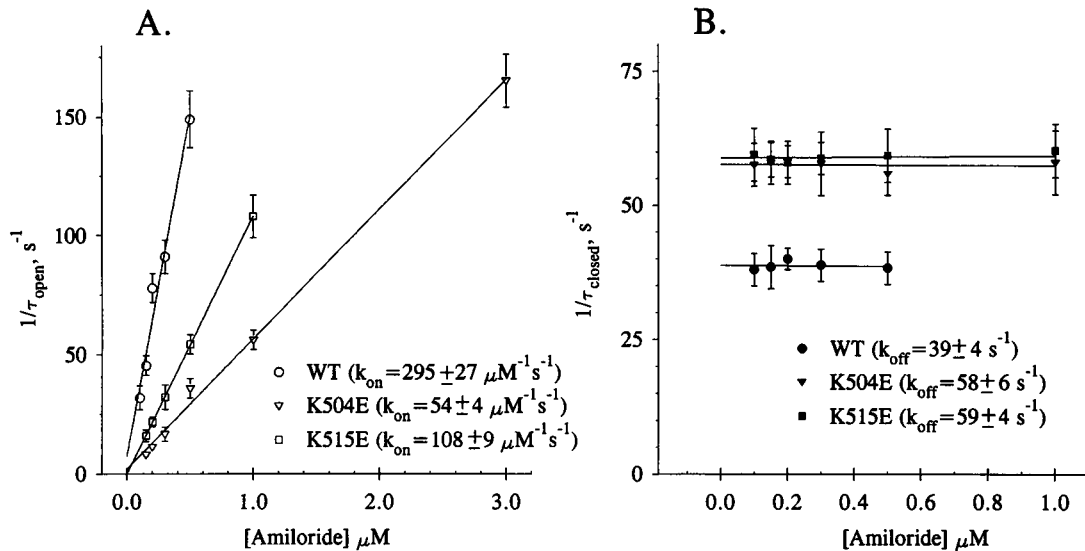 A.
150
100
50
0
1/τopen, s-1
0.0 1.0 2.0 3.0
[Amiloride] μM
WT (kon=295±27 μM-1s-1)
K504E (kon=54±4 μM-1s-1)
K515E (kon=108±9 μM-1s-1)
B.
75
50
25
0
1/τclosed, s-1
0.0 0.2 0.4 0.6 0.8 1.0
[Amiloride] μM
WT (koff=39±4 s-1)
K504E (koff=58±6 s-1)
K515E (koff=59±4 s-1)